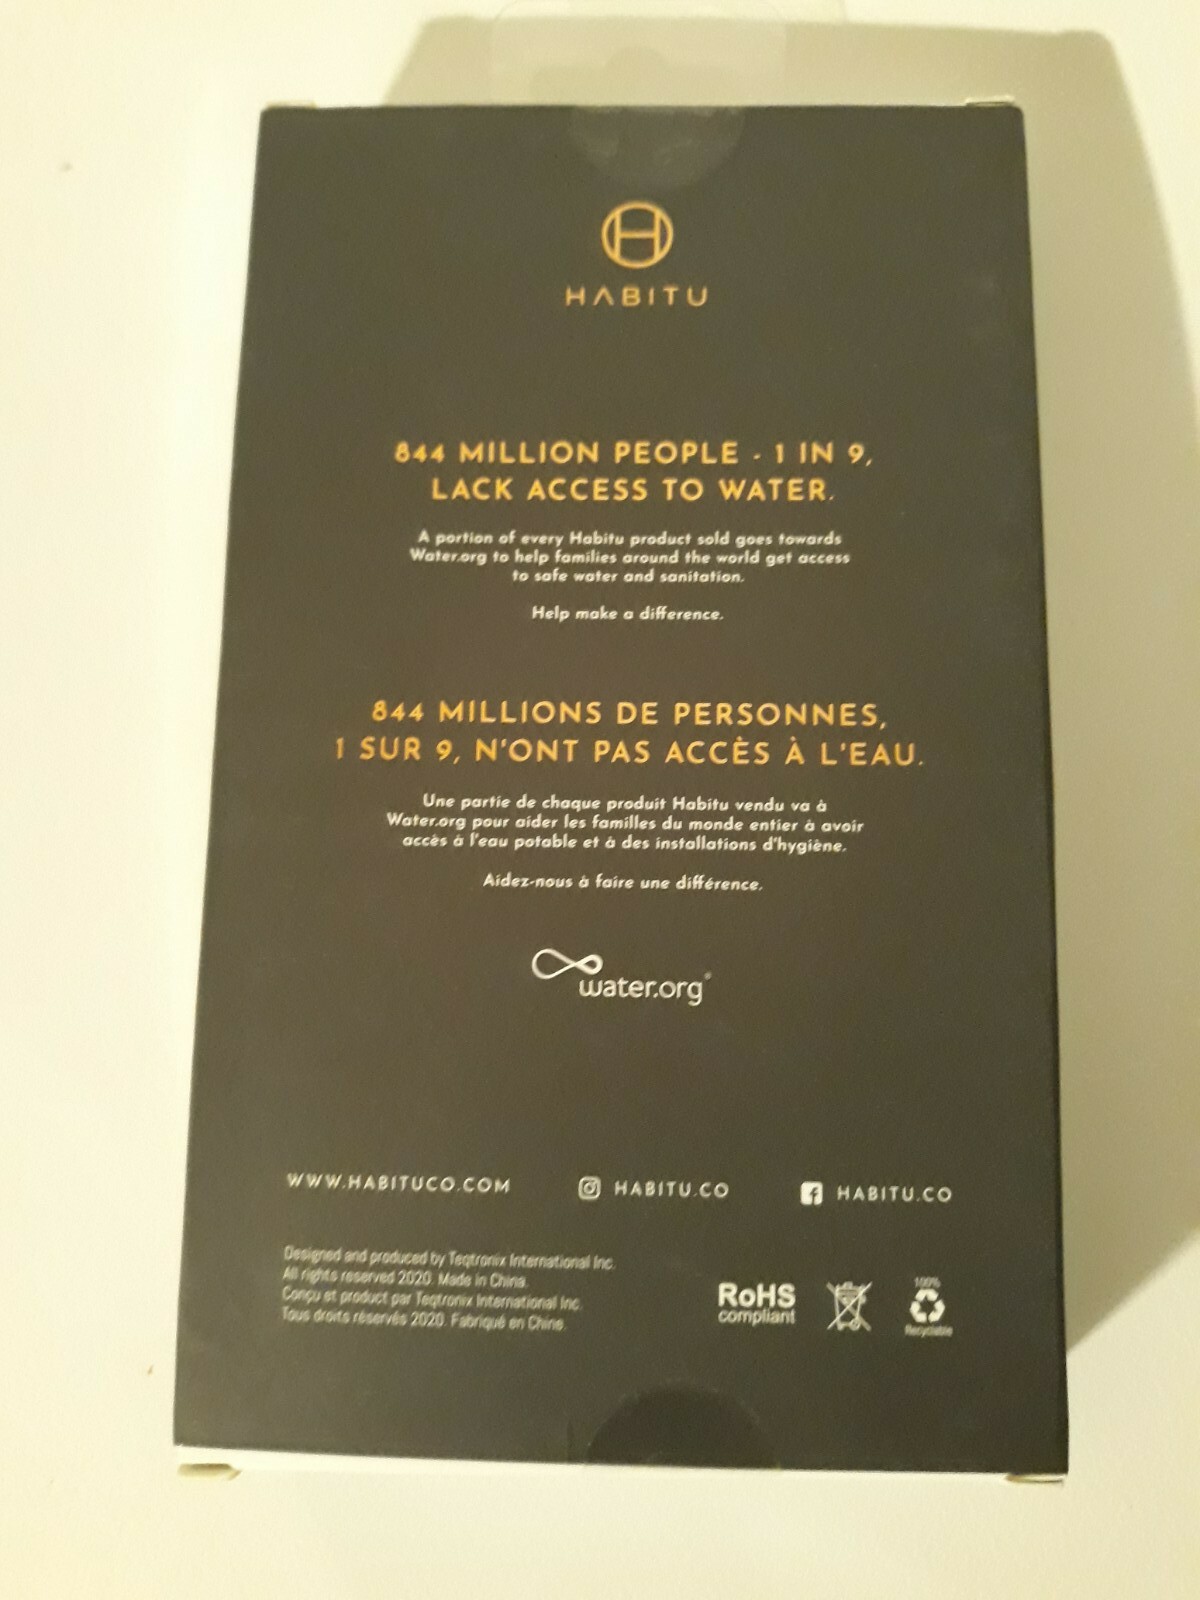 HABITU
844 MILLION PEOPLE - 1 IN 9,
LACK ACCESS TO WATER.
A portion of every Habitu product sold goes towards
Water.org to help families around the world get access
to safe water and sanitation.
Help make a difference.
844 MILLIONS DE PERSONNES,
1 SUR 9, N'ONT PAS ACCÈS À L'EAU.
Une partie de chaque produit Habitu vendu va à
Water.org pour aider les familles du monde entier à avoir
accès à l'eau potable et à des installations d'hygiène.
Aidez-nous à faire une différence.
water.org
WWW.HABITUCO.COM
HABITU.CO
HABITU.CO
Designed and produced by Teqtronix International Inc.
All rights reserved 2020. Made in China.
Conçu et product par Teqtronix International Inc.
Tous droits réservés 2020. Fabriqué en Chine.
RoHS
compliant
100%
Recyclable